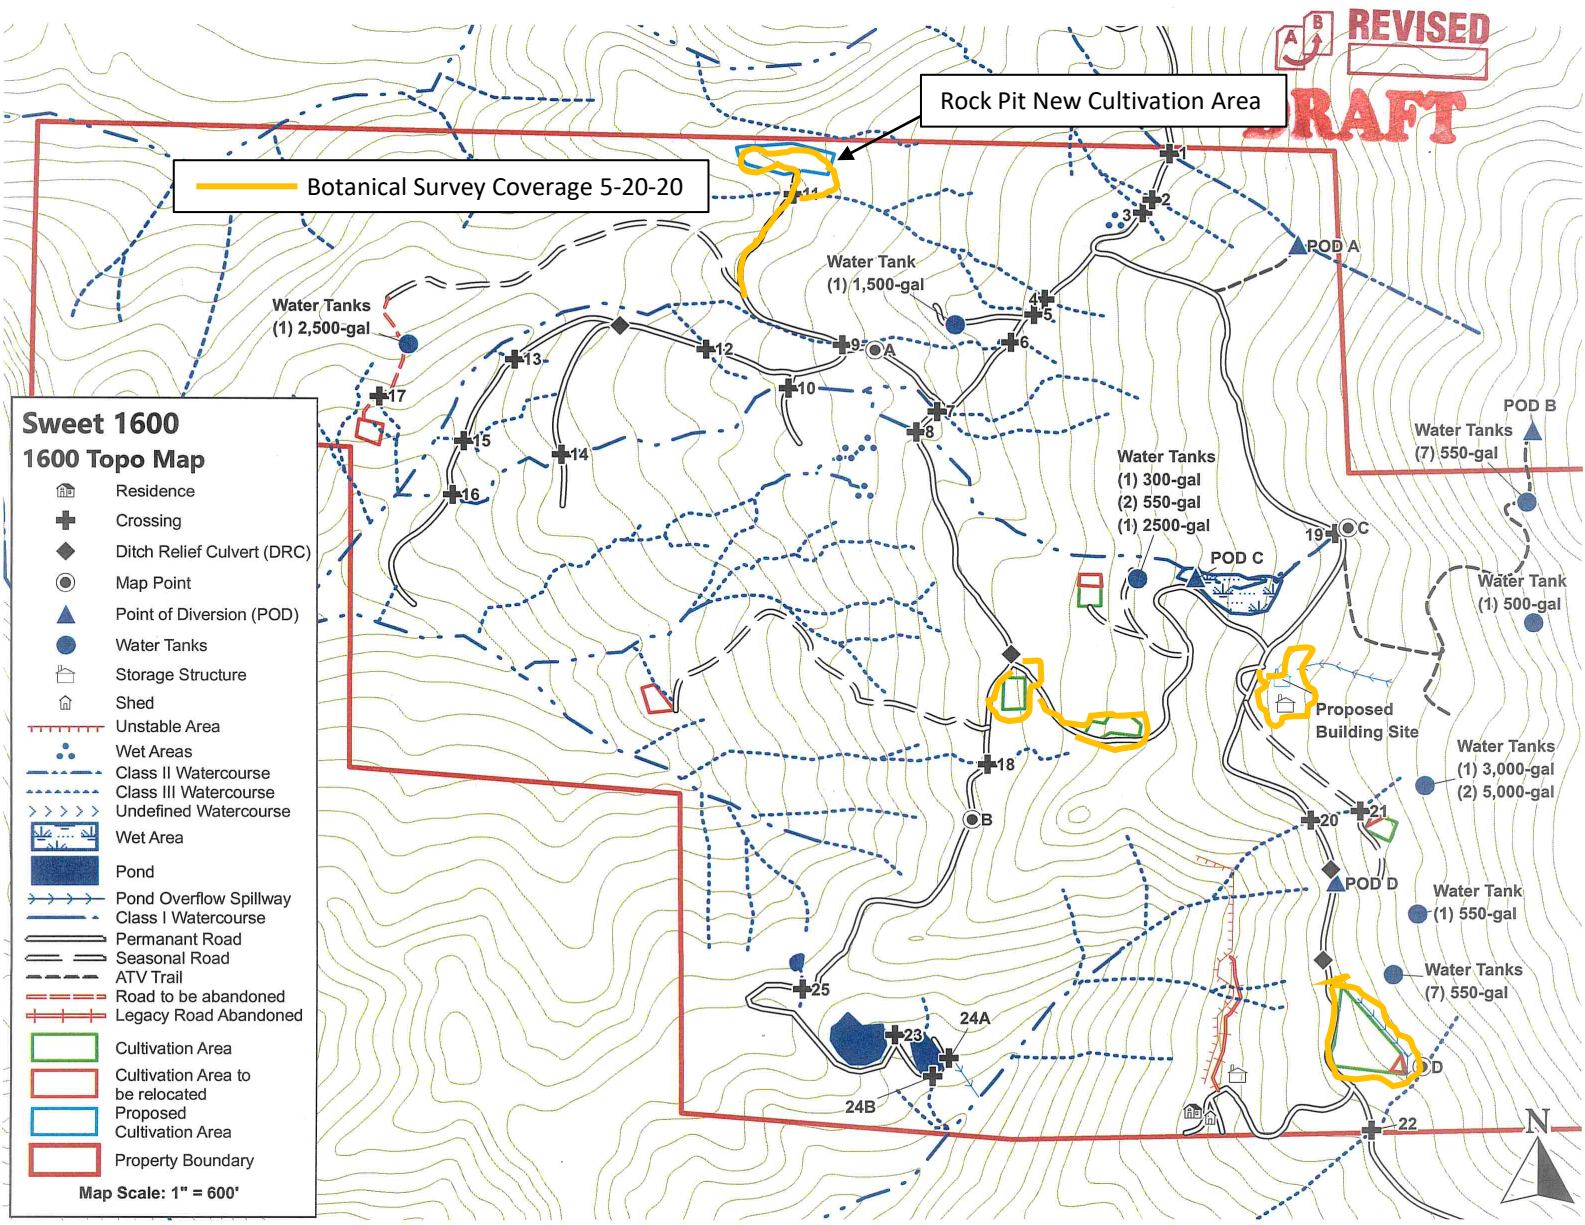 A
B
REVISED
DRAFT
Rock Pit New Cultivation Area
Botanical Survey Coverage 5-20-20
1
2
3
11
POD A
Water Tank
(1) 1,500-gal
4
5
6
Water Tanks
(1) 2,500-gal
9
A
12
13
10
17
7
8
15
14
16
POD B
Water Tanks
(7) 550-gal
Water Tanks
(1) 300-gal
(2) 550-gal
(1) 2500-gal
19
C
POD C
Water Tank
(1) 500-gal
Proposed
Building Site
Water Tanks
(1) 3,000-gal
(2) 5,000-gal
18
B
20
21
POD D
Water Tank
(1) 550-gal
Water Tanks
(7) 550-gal
25
23
24A
24B
D
22
N
Sweet 1600
1600 Topo Map
Residence
Crossing
Ditch Relief Culvert (DRC)
Map Point
Point of Diversion (POD)
Water Tanks
Storage Structure
Shed
Unstable Area
Wet Areas
Class II Watercourse
Class III Watercourse
Undefined Watercourse
Wet Area
Pond
Pond Overflow Spillway
Class I Watercourse
Permanant Road
Seasonal Road
ATV Trail
Road to be abandoned
Legacy Road Abandoned
Cultivation Area
Cultivation Area to
be relocated
Proposed
Cultivation Area
Property Boundary
Map Scale: 1" = 600'